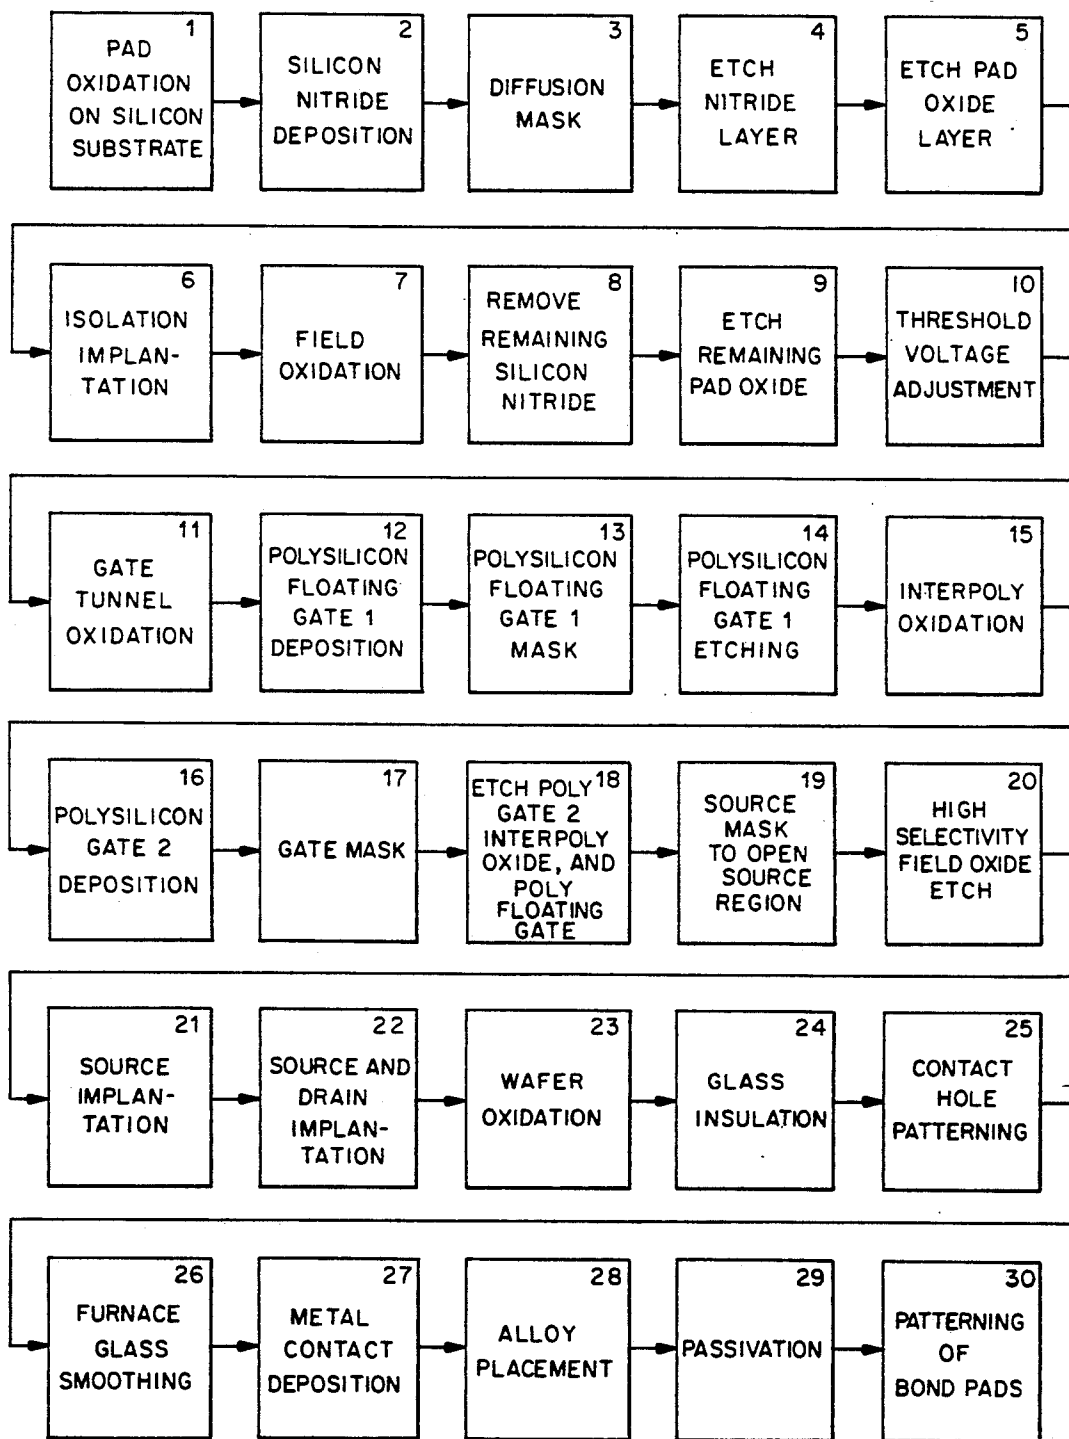 1
PAD
OXIDATION
ON SILICON
SUBSTRATE
2
SILICON
NITRIDE
DEPOSITION
3
DIFFUSION
MASK
4
ETCH
NITRIDE
LAYER
5
ETCH PAD
OXIDE
LAYER
6
ISOLATION
IMPLAN-
TATION
7
FIELD
OXIDATION
8
REMOVE
REMAINING
SILICON
NITRIDE
9
ETCH
REMAINING
PAD OXIDE
10
THRESHOLD
VOLTAGE
ADJUSTMENT
11
GATE
TUNNEL
OXIDATION
12
POLYSILICON
FLOATING
GATE 1
DEPOSITION
13
POLYSILICON
FLOATING
GATE 1
MASK
14
POLYSILICON
FLOATING
GATE 1
ETCHING
15
INTERPOLY
OXIDATION
16
POLYSILICON
GATE 2
DEPOSITION
17
GATE MASK
18
ETCH POLY
GATE 2
INTERPOLY
OXIDE, AND
POLY
FLOATING
GATE
19
SOURCE
MASK
TO OPEN
SOURCE
REGION
20
HIGH
SELECTIVITY
FIELD OXIDE
ETCH
21
SOURCE
IMPLAN-
TATION
22
SOURCE AND
DRAIN
IMPLAN-
TATION
23
WAFER
OXIDATION
24
GLASS
INSULATION
25
CONTACT
HOLE
PATTERNING
26
FURNACE
GLASS
SMOOTHING
27
METAL
CONTACT
DEPOSITION
28
ALLOY
PLACEMENT
29
PASSIVATION
30
PATTERNING
OF
BOND PADS